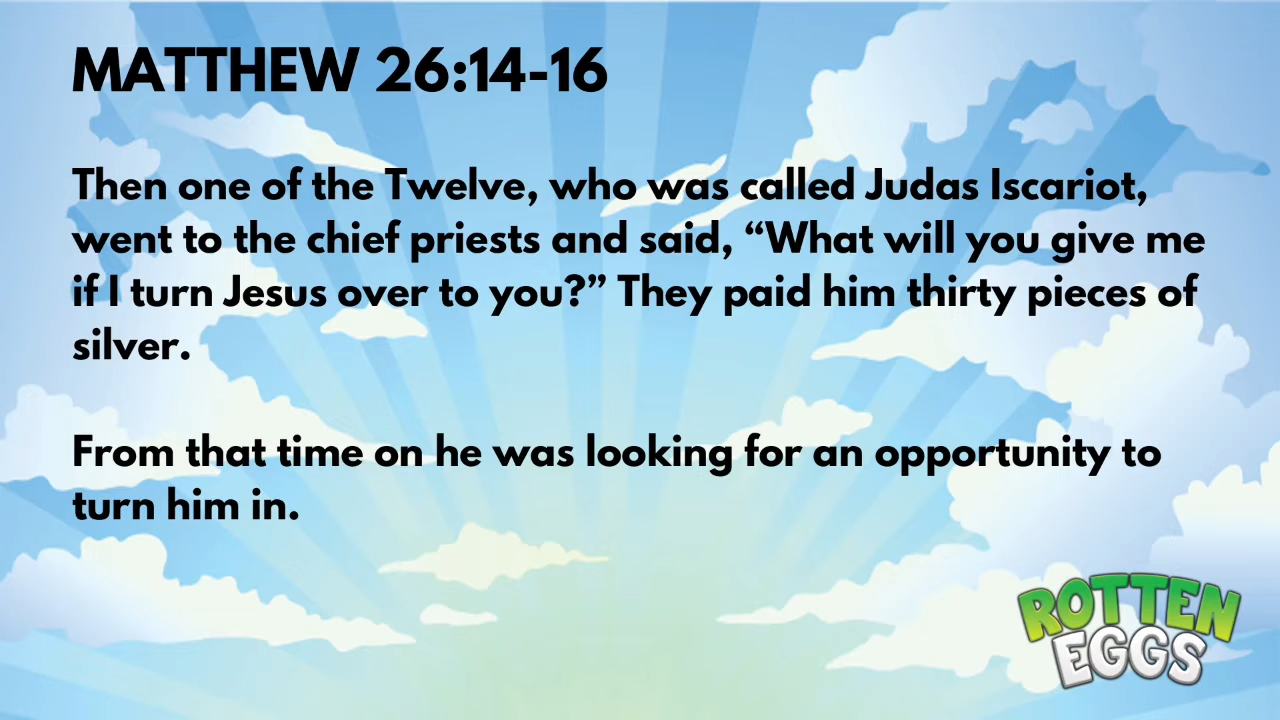 MATTHEW 26:14-16
Then one of the Twelve, who was called Judas Iscariot,
went to the chief priests and said, “What will you give me
if I turn Jesus over to you?” They paid him thirty pieces of
silver.
From that time on he was looking for an opportunity to
turn him in.
ROTTEN
EGGS